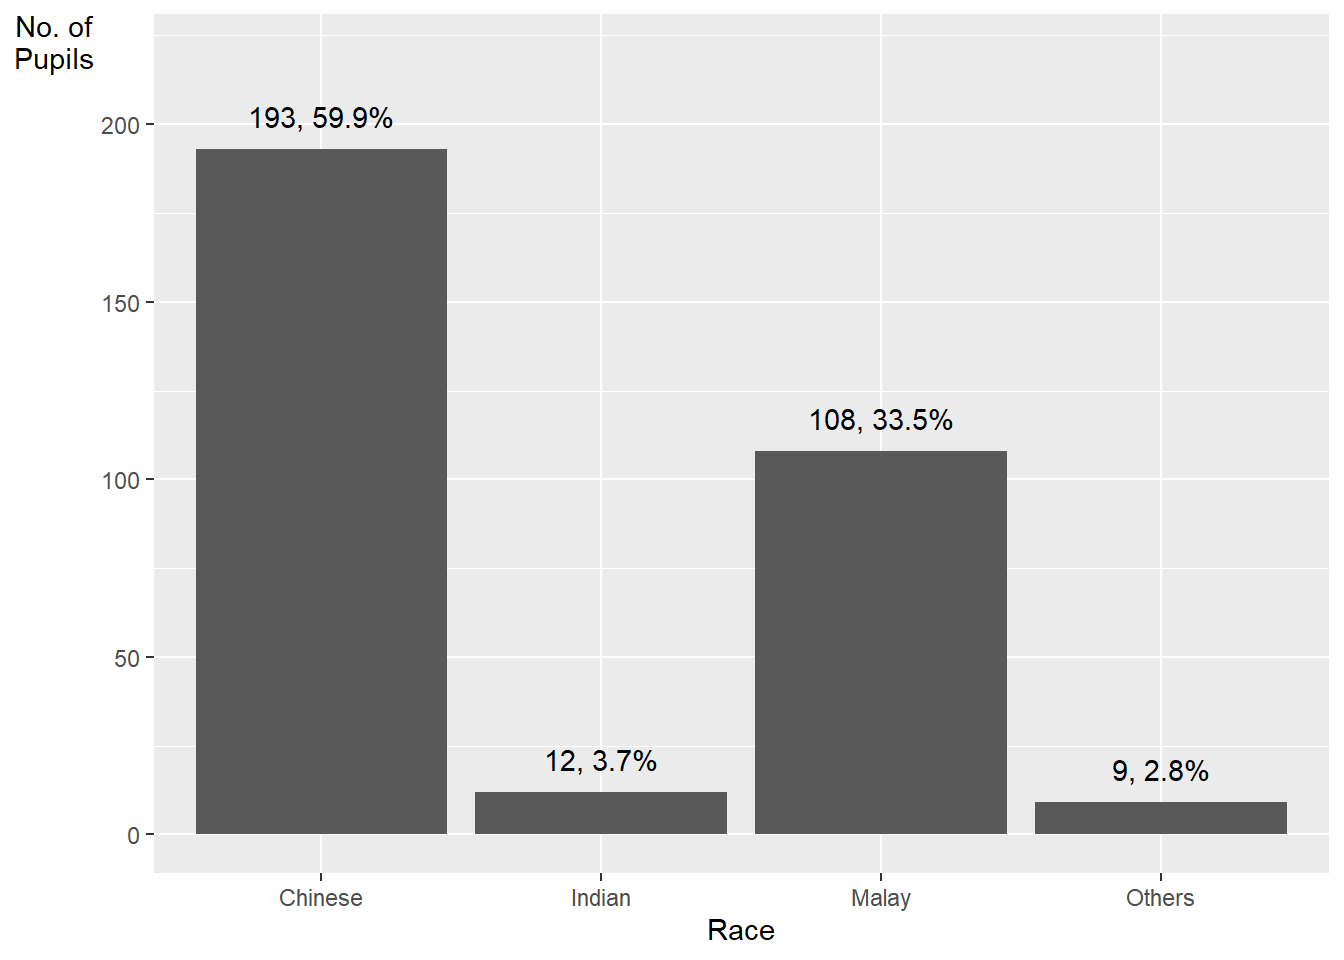 No. of
Pupils
200
150
100
50
0
193, 59.9%
12, 3.7%
108, 33.5%
9, 2.8%
Chinese
Indian
Malay
Others
Race